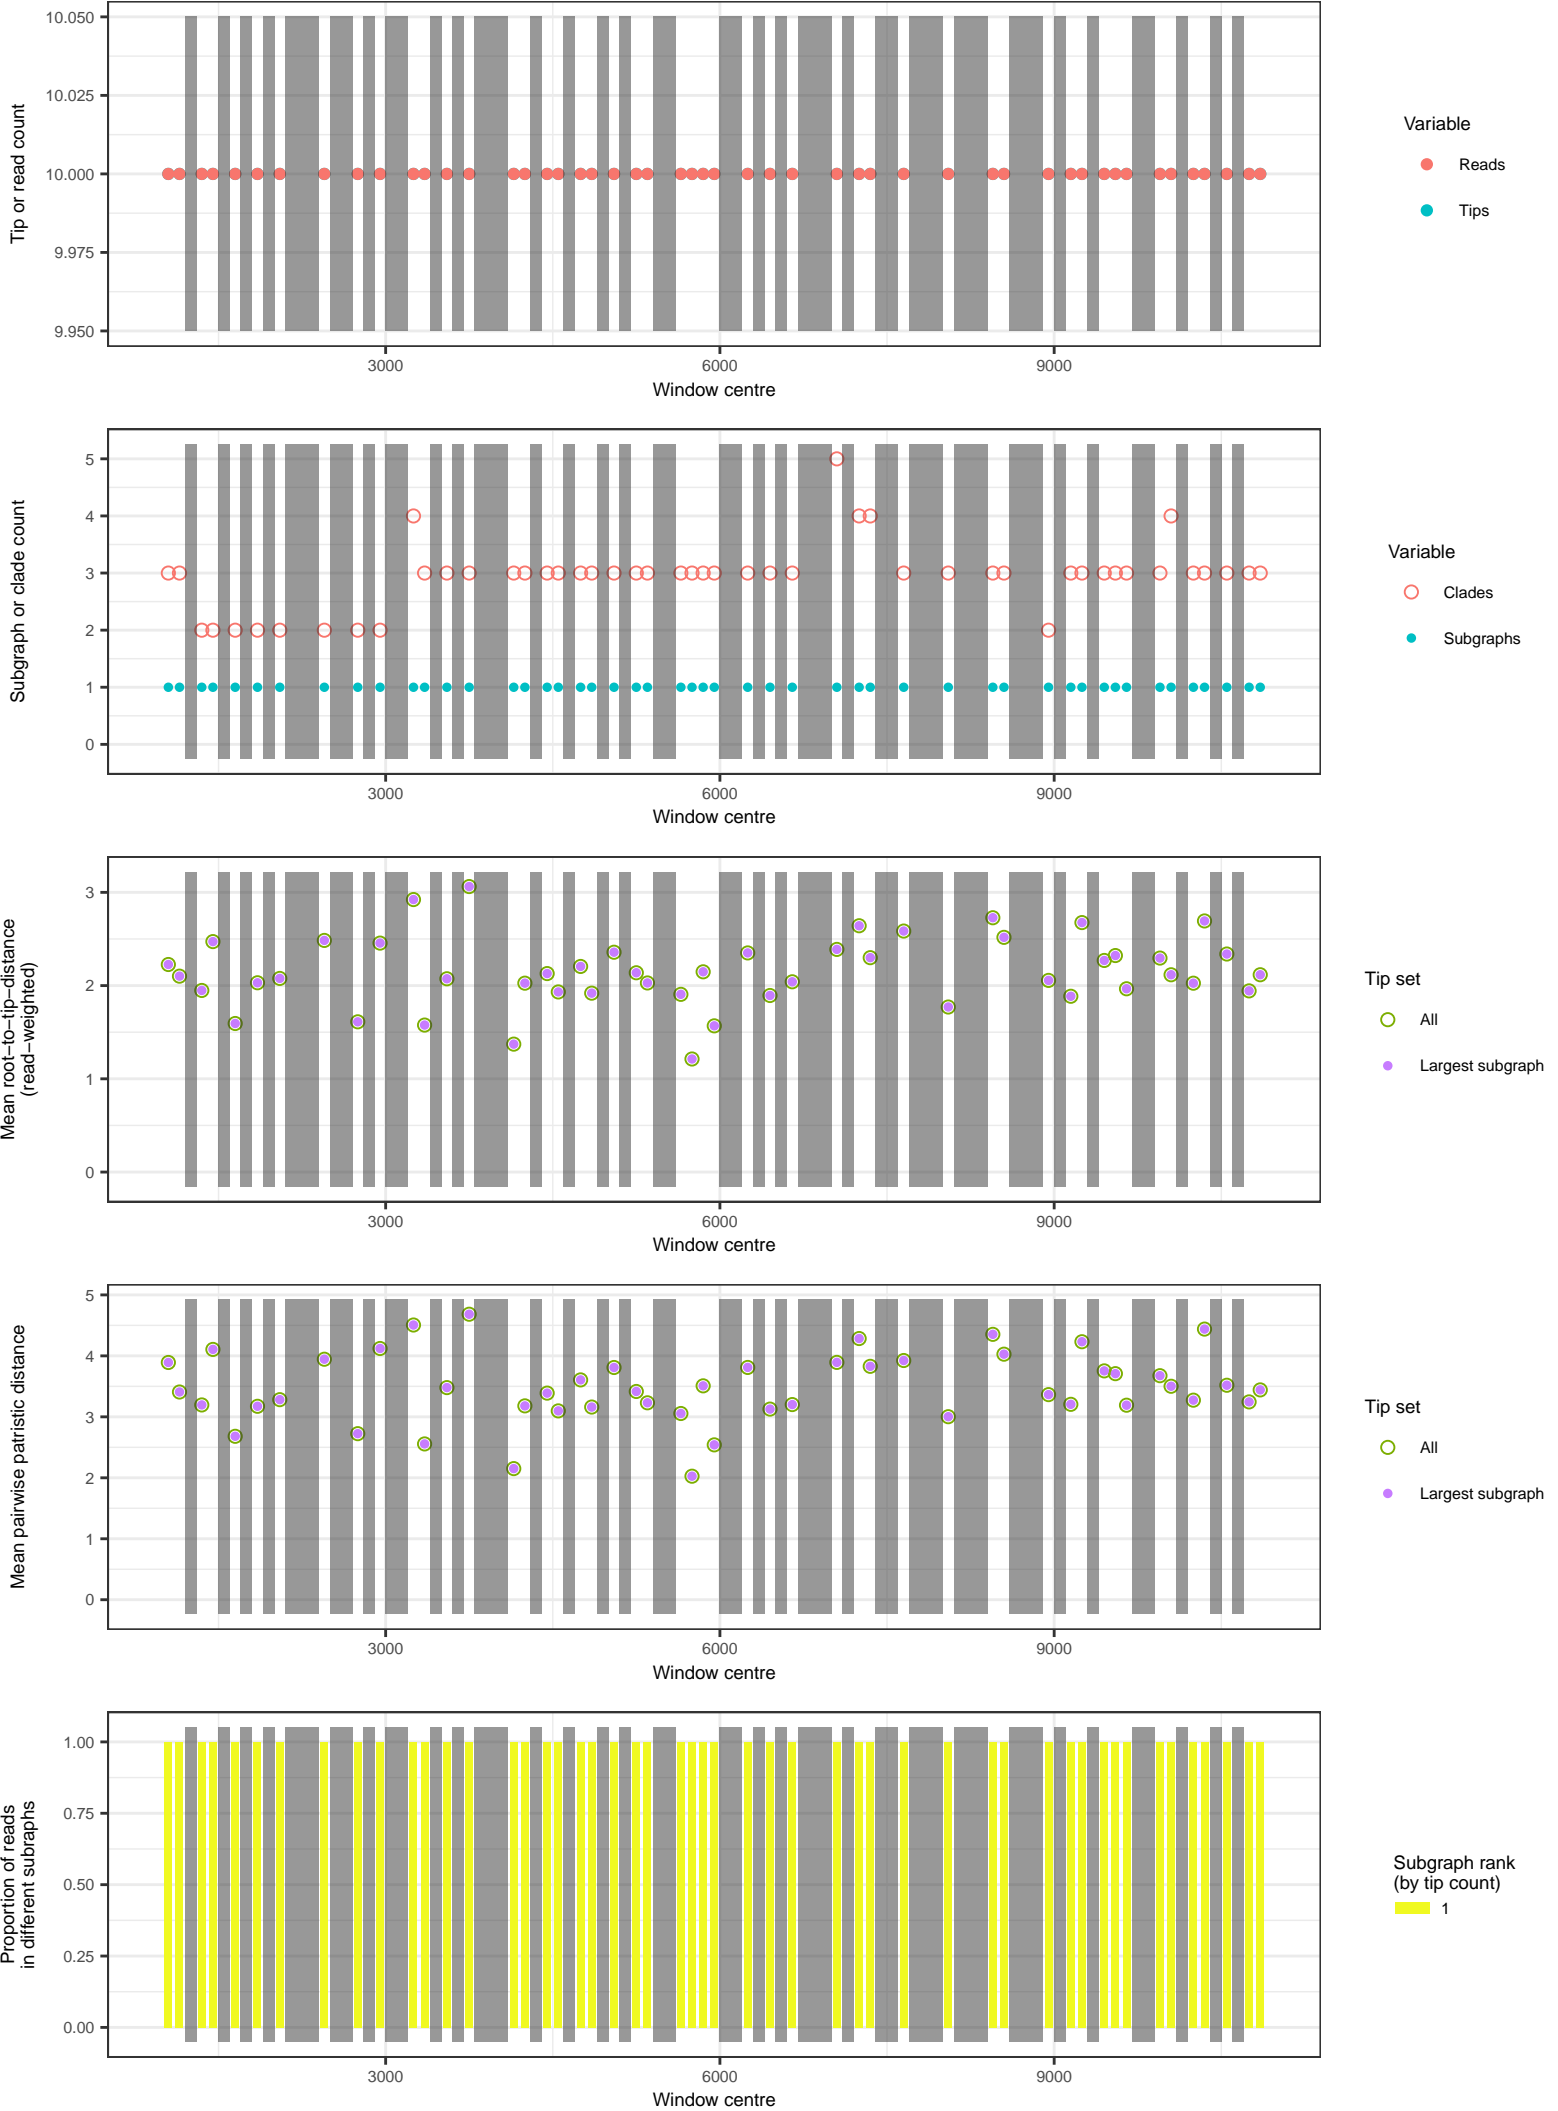 10.050
10.025
10.000
9.975
9.950
Tip or read count
3000 6000 9000
Window centre
Variable
Reads
Tips
5
4
3
2
1
0
Subgraph or clade count
3000 6000 9000
Window centre
Variable
Clades
Subgraphs
3
2
1
0
Mean root−to−tip−distance
(read−weighted)
3000 6000 9000
Window centre
Tip set
All
Largest subgraph
5
4
3
2
1
0
Mean pairwise patristic distance
3000 6000 9000
Window centre
Tip set
All
Largest subgraph
1.00
0.75
0.50
0.25
0.00
Proportion of reads
in different subraphs
3000 6000 9000
Window centre
Subgraph rank
(by tip count)
1